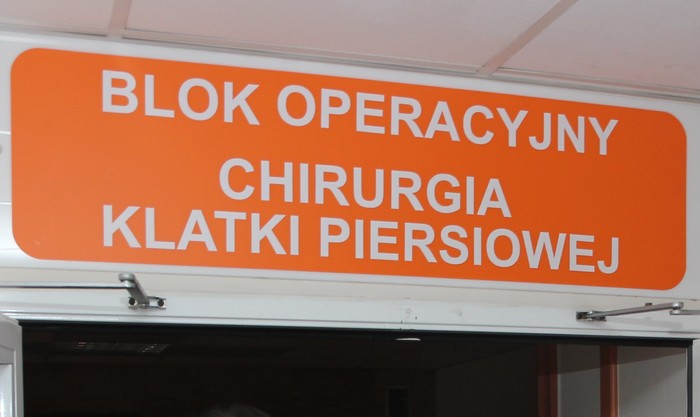 BLOK OPERACYJNY
CHIRURGIA
KLATKI PIERSIOWEJ